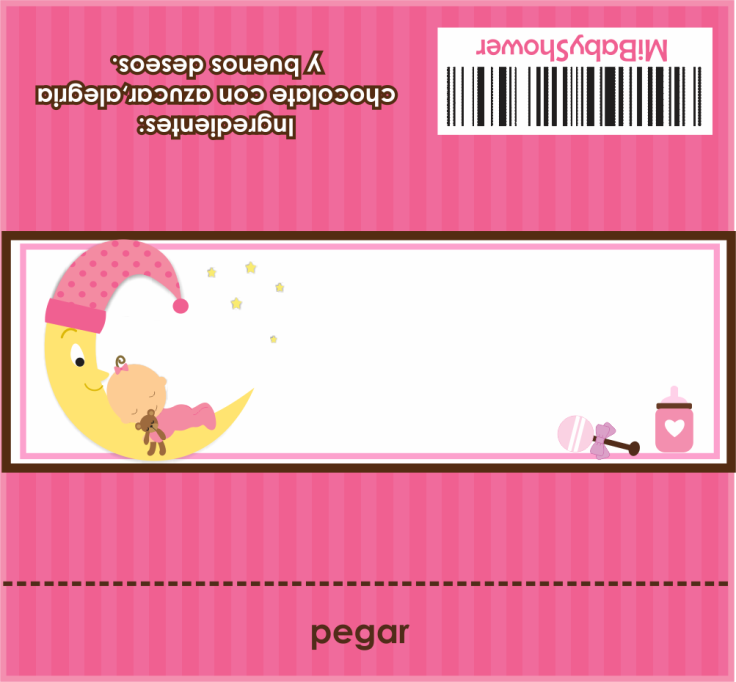 Ingredientes:
chocolate con azucar,alegria
y buenos deseos.
MiBabyShower
pegar